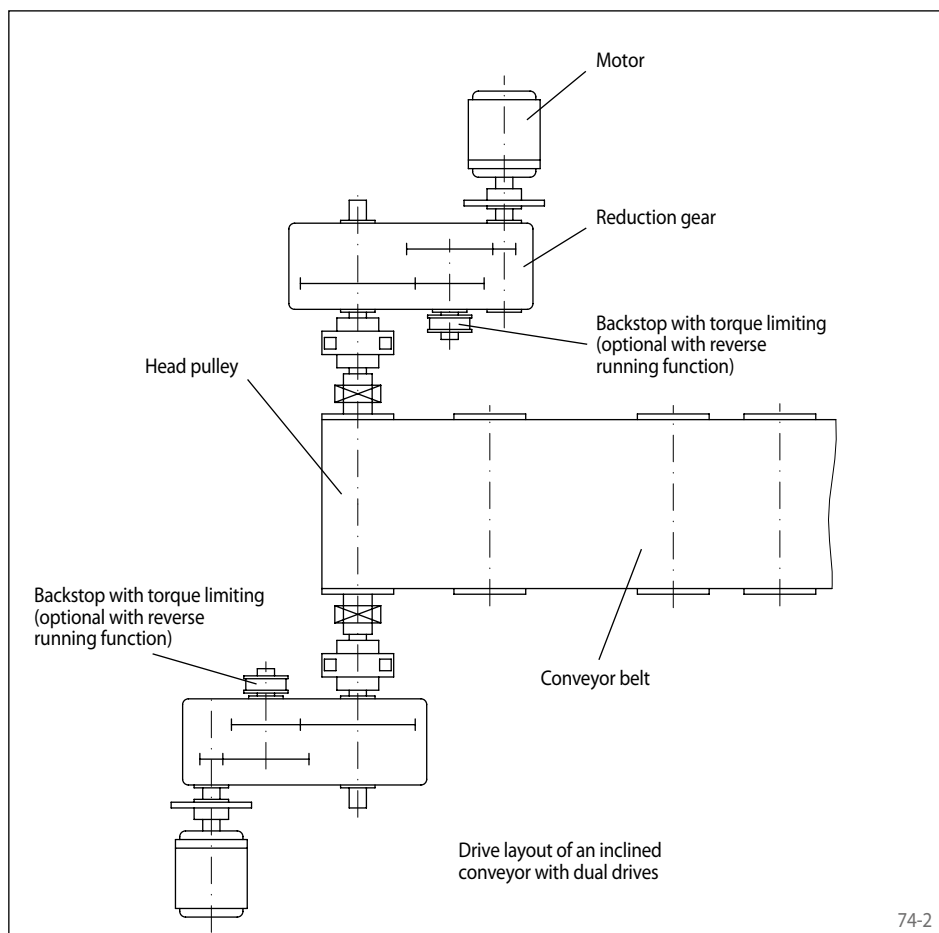 Motor
Reduction gear
Backstop with torque limiting
(optional with reverse
running function)
Head pulley
Backstop with torque limiting
(optional with reverse
running function)
Conveyor belt
Drive layout of an inclined
conveyor with dual drives
74-2